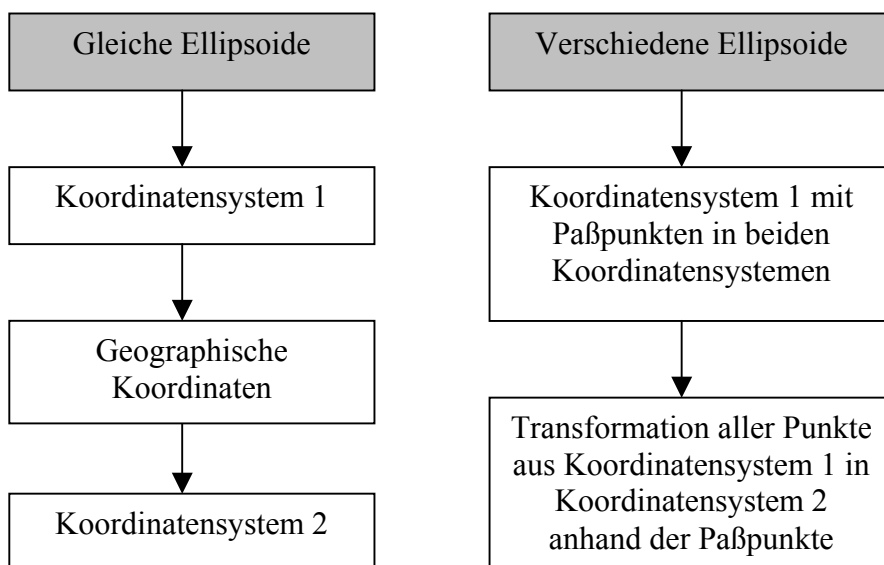 Gleiche Ellipsoide
Koordinatensystem 1
Geographische
Koordinaten
Koordinatensystem 2
Verschiedene Ellipsoide
Koordinatensystem 1 mit
Paßpunkten in beiden
Koordinatensystemen
Transformation aller Punkte
aus Koordinatensystem 1 in
Koordinatensystem 2
anhand der Paßpunkte